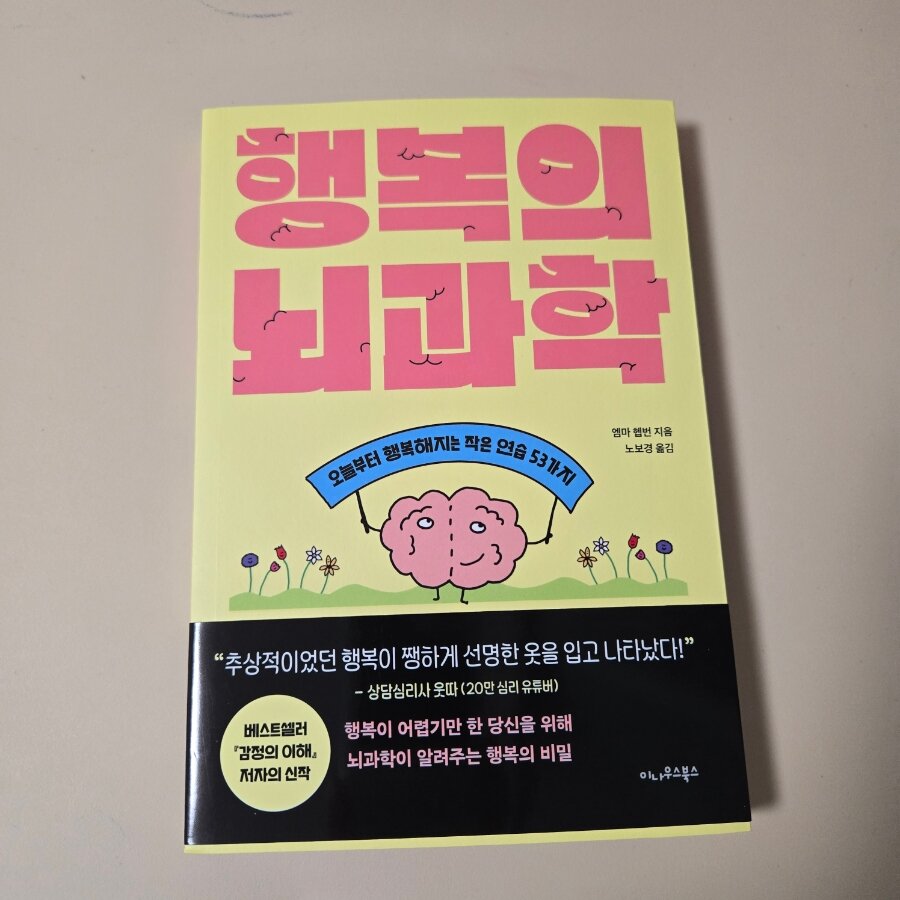 행복의
뇌과학
엠마 헵번 지음
노보경 옮김
오늘부터 행복해지는 작은 연습 53가지
“추상적이었던 행복이 쨍하게 선명한 옷을 입고 나타났다!”
– 상담심리사 웃따 (20만 심리 유튜버)
베스트셀러
『감정의 이해』
저자의 신작
행복이 어렵기만 한 당신을 위해
뇌과학이 알려주는 행복의 비밀
이나우스북스